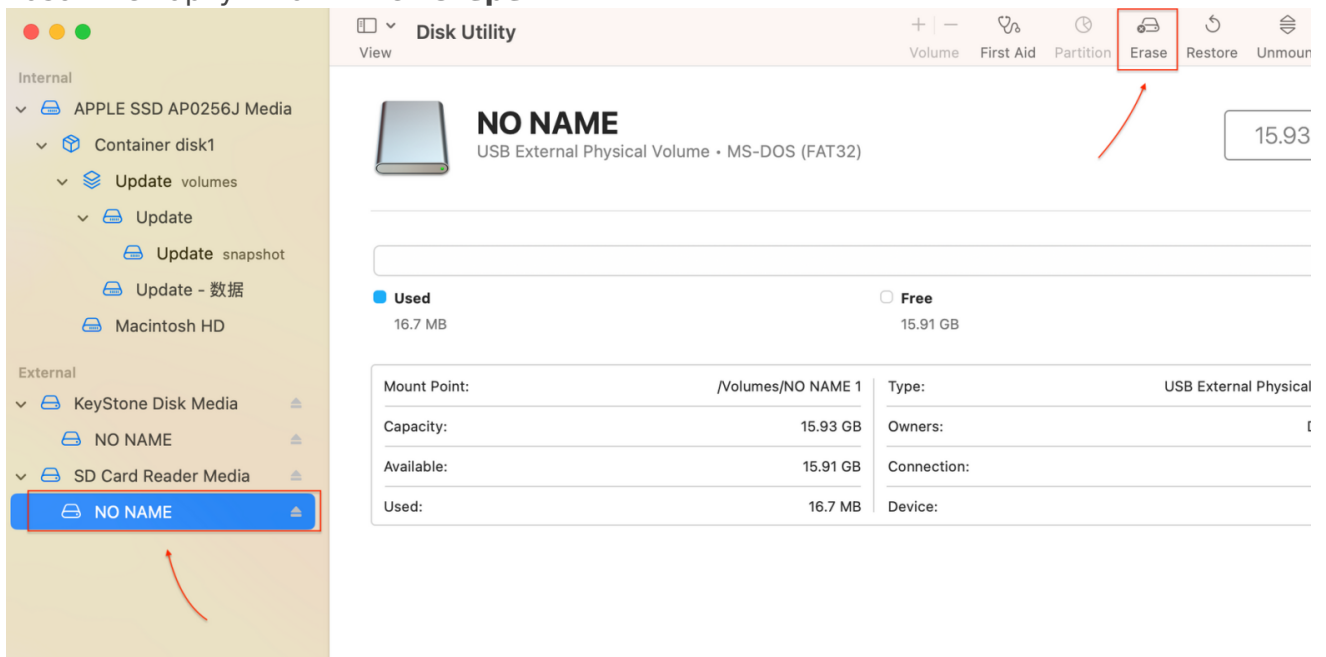 Disk Utility
View
Volume First Aid Partition Erase Restore Unmoun
Internal
APPLE SSD AP0256J Media
Container disk1
Update volumes
Update
Update snapshot
Update - 数据
Macintosh HD
External
KeyStone Disk Media
NO NAME
SD Card Reader Media
NO NAME
NO NAME
USB External Physical Volume • MS-DOS (FAT32)
15.93
Used
16.7 MB
Free
15.91 GB
Mount Point: /Volumes/NO NAME 1
Capacity: 15.93 GB
Available: 15.91 GB
Used: 16.7 MB
Type: USB External Physical
Owners:
Connection:
Device: